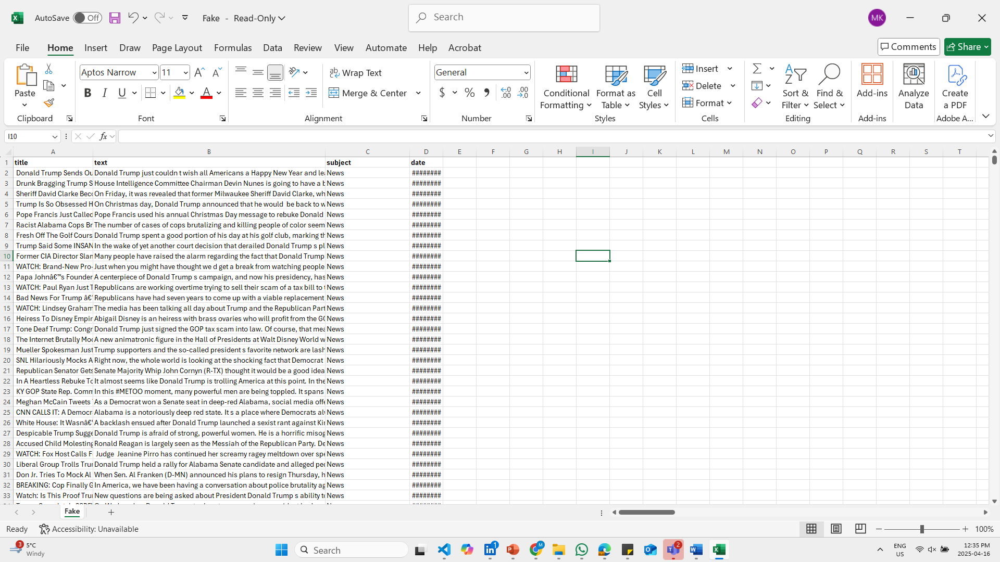 AutoSave Off Fake - Read-Only Search MK
File Home Insert Draw Page Layout Formulas Data Review View Automate Help Acrobat Comments Share
Paste
Clipboard
Aptos Narrow 11
B I U
Font
Wrap Text
Merge & Center
Alignment
General
$ % ,
Number
Conditional Formatting
Format as Table
Cell Styles
Styles
Insert
Delete
Format
Cells
Sort & Filter
Find & Select
Editing
Add-ins
Add-ins
Analyze Data
Create a PDF
Adobe A...
I10 fx
A B C D E F G H I J K L M N O P Q R S T
1 title text subject date
2 Donald Trump Sends Ou Donald Trump just couldn t wish all Americans a Happy New Year and lea News ########
3 Drunk Bragging Trump S House Intelligence Committee Chairman Devin Nunes is going to have a b News ########
4 Sheriff David Clarke Beco On Friday, it was revealed that former Milwaukee Sheriff David Clarke, wh News ########
5 Trump Is So Obsessed H On Christmas day, Donald Trump announced that he would  be back to w News ########
6 Pope Francis Just Called Pope Francis used his annual Christmas Day message to rebuke Donald News ########
7 Racist Alabama Cops Br The number of cases of cops brutalizing and killing people of color seem News ########
8 Fresh Off The Golf Cours Donald Trump spent a good portion of his day at his golf club, marking th News ########
9 Trump Said Some INSAN In the wake of yet another court decision that derailed Donald Trump s pl News ########
10 Former CIA Director Slam Many people have raised the alarm regarding the fact that Donald Trump News ########
11 WATCH: Brand-New Pro- Just when you might have thought we d get a break from watching people News ########
12 Papa Johnâ€™s Founder A centerpiece of Donald Trump s campaign, and now his presidency, has News ########
13 WATCH: Paul Ryan Just T Republicans are working overtime trying to sell their scam of a tax bill to t News ########
14 Bad News For Trump â€" Republicans have had seven years to come up with a viable replacement News ########
15 WATCH: Lindsey Graham The media has been talking all day about Trump and the Republican Part News ########
16 Heiress To Disney Empir Abigail Disney is an heiress with brass ovaries who will profit from the GO News ########
17 Tone Deaf Trump: Congr Donald Trump just signed the GOP tax scam into law. Of course, that mea News ########
18 The Internet Brutally Moc A new animatronic figure in the Hall of Presidents at Walt Disney World w News ########
19 Mueller Spokesman Just Trump supporters and the so-called president s favorite network are lash News ########
20 SNL Hilariously Mocks A Right now, the whole world is looking at the shocking fact that Democrat News ########
21 Republican Senator Gets Senate Majority Whip John Cornyn (R-TX) thought it would be a good idea News ########
22 In A Heartless Rebuke To It almost seems like Donald Trump is trolling America at this point. In the News ########
23 KY GOP State Rep. Comm In this #METOO moment, many powerful men are being toppled. It spans News ########
24 Meghan McCain Tweets As a Democrat won a Senate seat in deep-red Alabama, social media offe News ########
25 CNN CALLS IT: A Democr Alabama is a notoriously deep red state. It s a place where Democrats alw News ########
26 White House: It Wasnâ€™ A backlash ensued after Donald Trump launched a sexist rant against Kir News ########
27 Despicable Trump Sugge Donald Trump is afraid of strong, powerful women. He is a horrific misog News ########
28 Accused Child Molesting Ronald Reagan is largely seen as the Messiah of the Republican Party. De News ########
29 WATCH: Fox Host Calls F Judge  Jeanine Pirro has continued her screamy ragey meltdown over spe News ########
30 Liberal Group Trolls Trum Donald Trump held a rally for Alabama Senate candidate and alleged ped News ########
31 Don Jr. Tries To Mock Al When Sen. Al Franken (D-MN) announced his plans to resign Thursday, h News ########
32 BREAKING: Cop Finally G In America, we have been having a conversation about police brutality ag News ########
33 Watch: Is This Proof Trum New questions are being asked about President Donald Trump s ability to News ########
Fake
Ready Accessibility: Unavailable 100%
3 5°C
Windy
Search
1 M 2
ENG
US
12:35 PM
2025-04-16